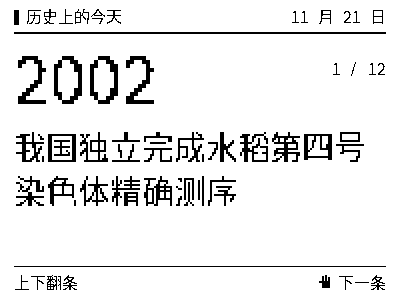 历史上的今天
11 月 21 日
2002
1 / 12
我国独立完成水稻第四号
染色体精确测序
上下翻条
下一条